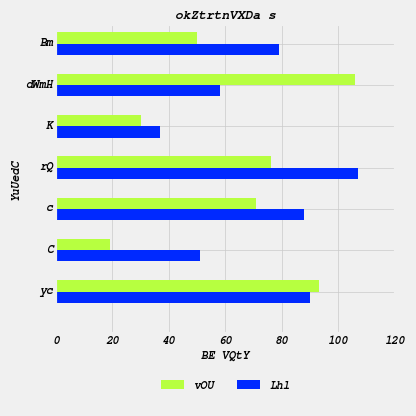 okZtrtnVXDa s
Bm
dWmH
K
rQ
c
C
yc
YuUedC
0 20 40 60 80 100 120
BE VQtY
vOU Lhl